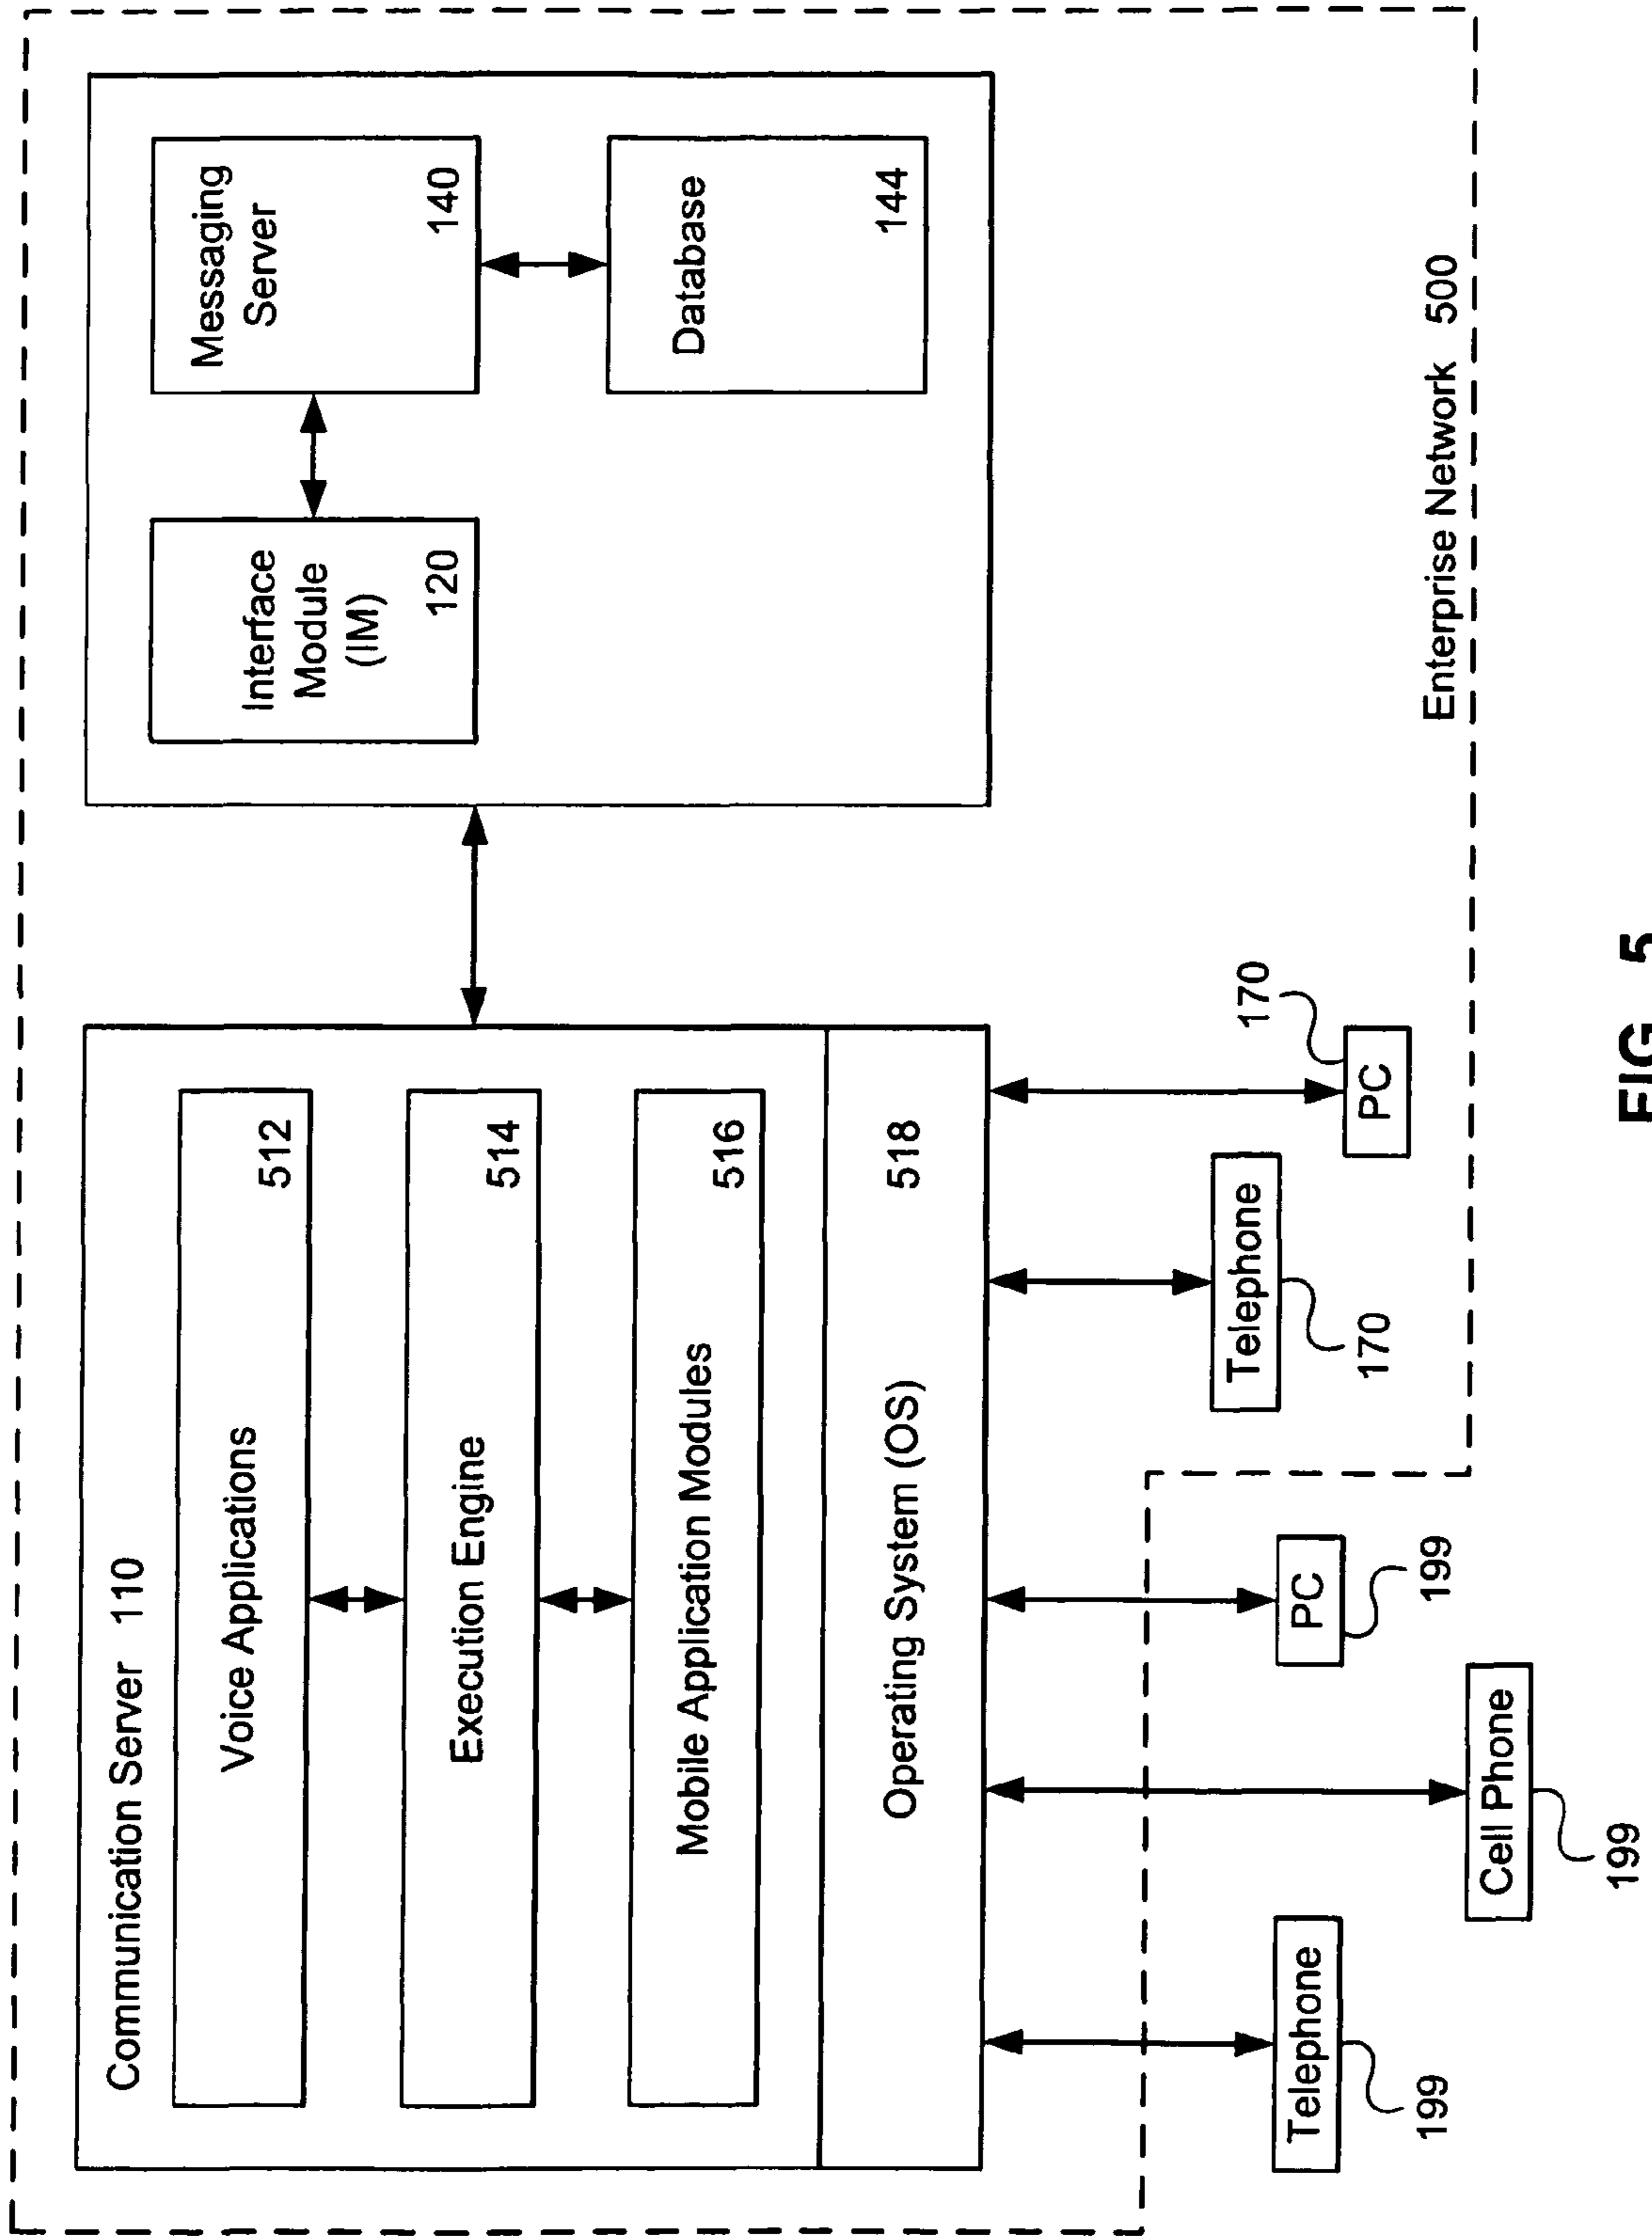 Communication Server 110
Voice Applications
512
Execution Engine
514
Mobile Application Modules
516
Operating System (OS)
518
Interface
Module
(IM)
120
Messaging
Server
140
Database
144
Telephone
199
Cell Phone
199
PC
199
Telephone
170
PC
170
Enterprise Network 500
FIG. 5